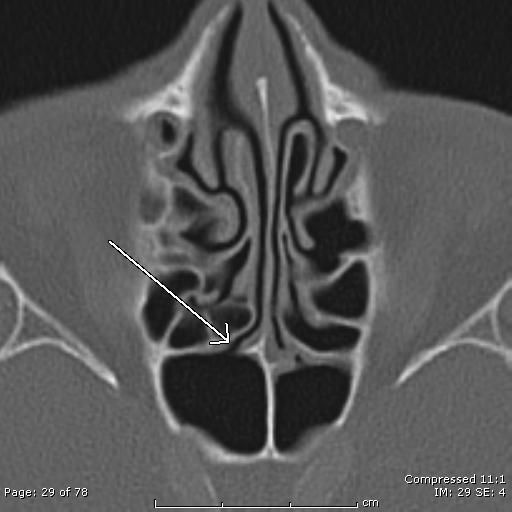 Compressed 11:1
Page: 29 of 78
IM: 29 SE: 4
cm